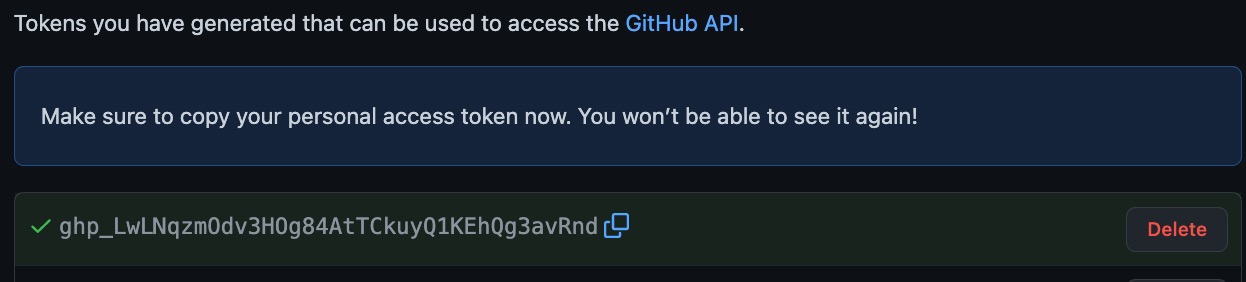 Tokens you have generated that can be used to access the GitHub API.
Make sure to copy your personal access token now. You won’t be able to see it again!
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
Delete